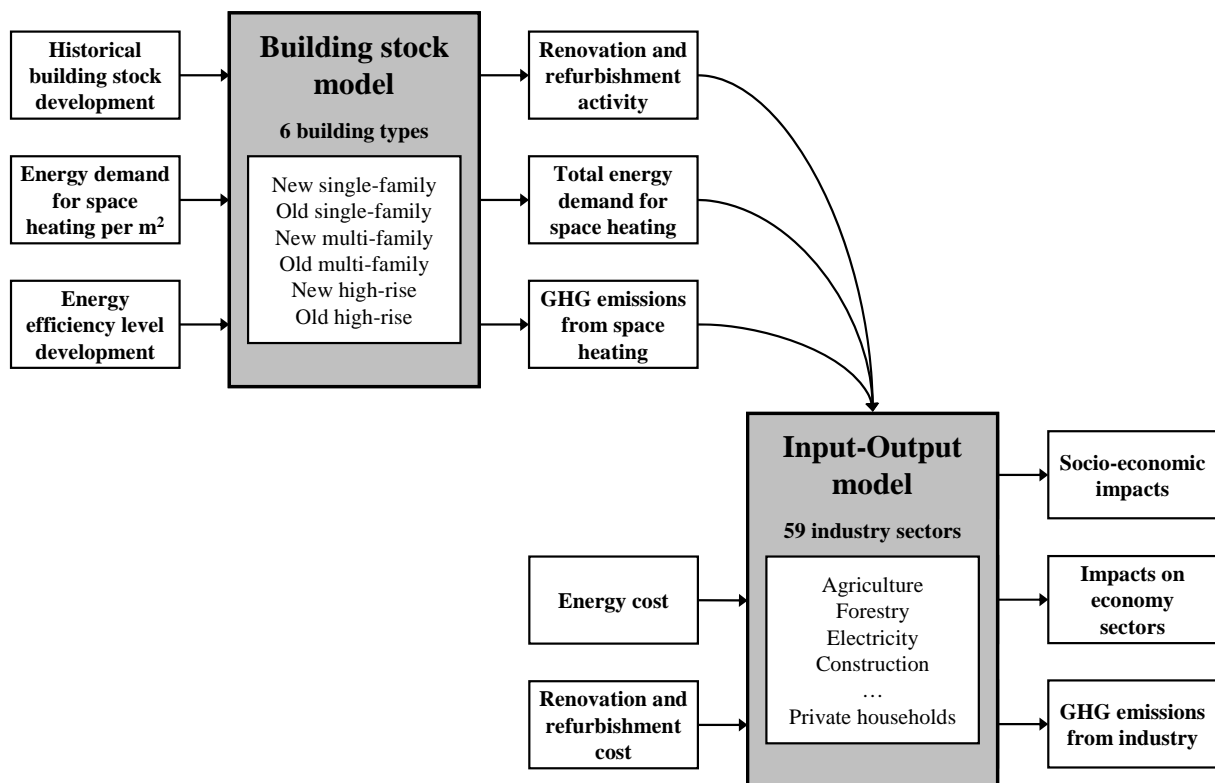 Historical
building stock
development
Energy demand
for space
heating per m²
Energy
efficiency level
development
Building stock
model
6 building types
New single-family
Old single-family
New multi-family
Old multi-family
New high-rise
Old high-rise
Renovation and
refurbishment
activity
Total energy
demand for
space heating
GHG emissions
from space
heating
Energy cost
Renovation and
refurbishment
cost
Input-Output
model
59 industry sectors
Agriculture
Forestry
Electricity
Construction
…
Private households
Socio-economic
impacts
Impacts on
economy
sectors
GHG emissions
from industry